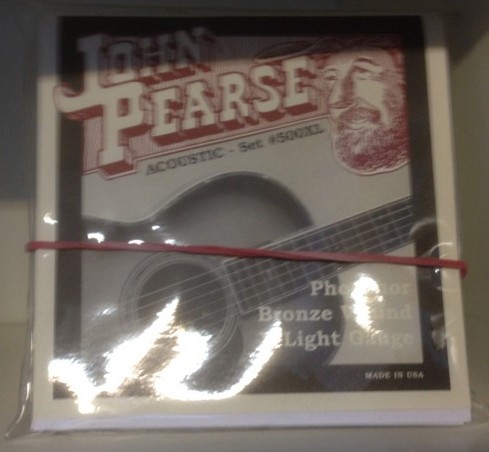 JOHN
PEARSE
ACOUSTIC - Set #500XL
Bronze
Light Gauge
MADE IN USA